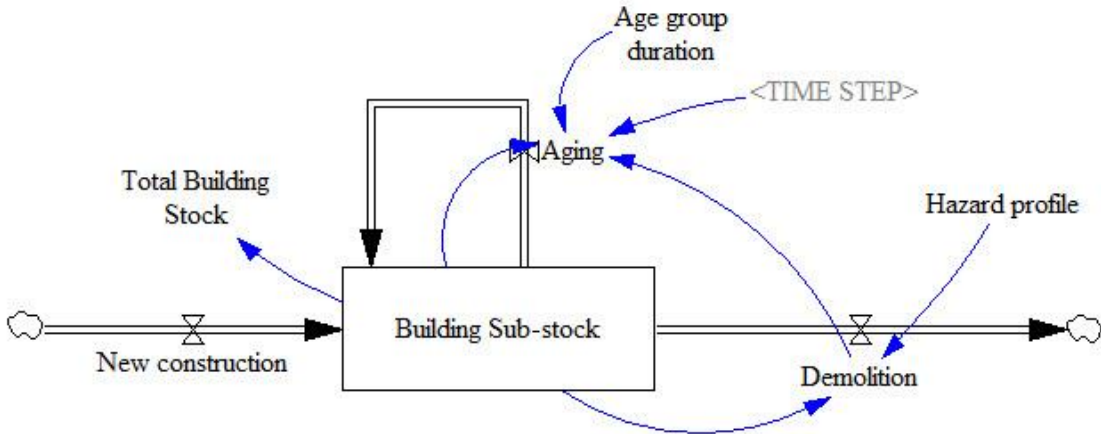 Age group
duration
<TIME STEP>
Aging
Total Building
Stock
Hazard profile
Building Sub-stock
New construction
Demolition